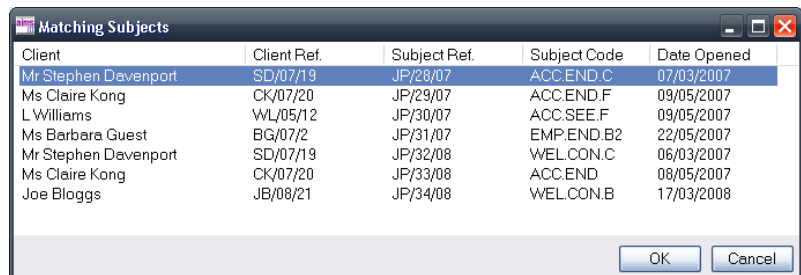 aims Matching Subjects
Client Client Ref. Subject Ref. Subject Code Date Opened
Mr Stephen Davenport SD/07/19 JP/28/07 ACC.END.C 07/03/2007
Ms Claire Kong CK/07/20 JP/29/07 ACC.END.F 09/05/2007
L Williams WL/05/12 JP/30/07 ACC.SEE.F 09/05/2007
Ms Barbara Guest BG/07/2 JP/31/07 EMP.END.B2 22/05/2007
Mr Stephen Davenport SD/07/19 JP/32/08 WEL.CON.C 06/03/2007
Ms Claire Kong CK/07/20 JP/33/08 ACC.END 08/05/2007
Joe Bloggs JB/08/21 JP/34/08 WEL.CON.B 17/03/2008
OK Cancel